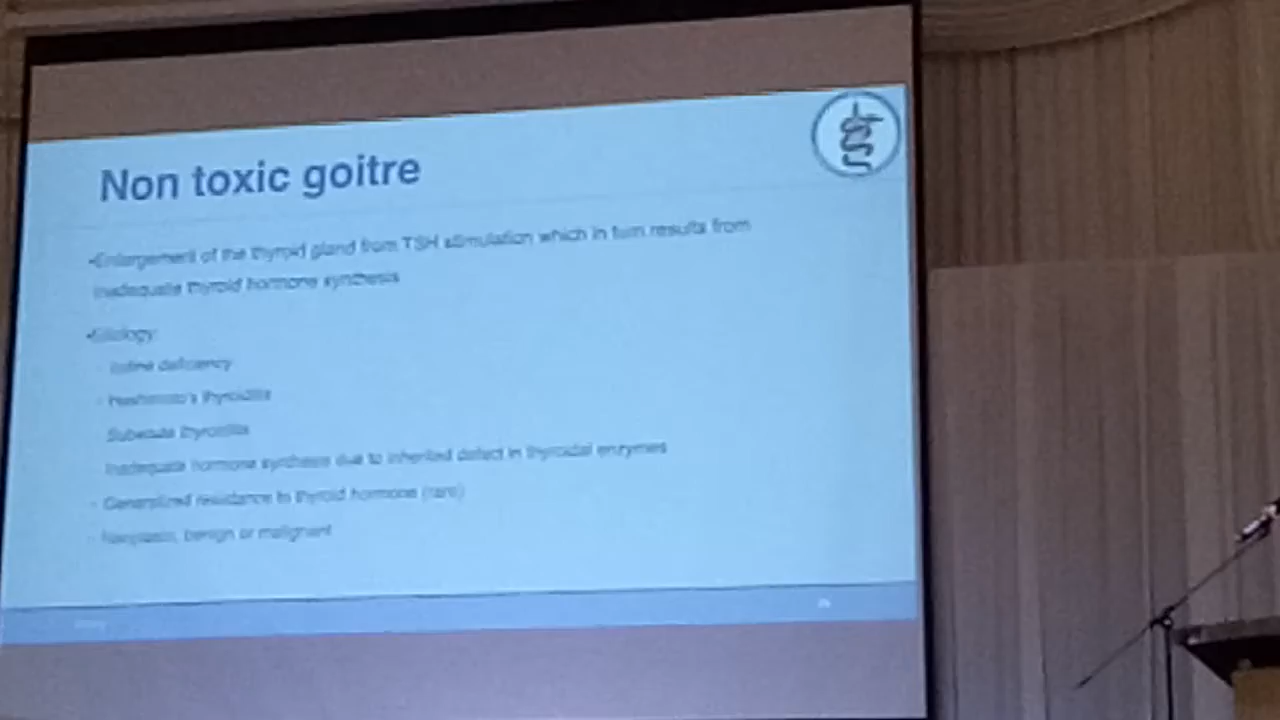 Non toxic goitre
•Enlargement of the thyroid gland from TSH stimulation which in turn results from
inadequate thyroid hormone synthesis
•Etiology:
- Iodine deficiency
- Hashimoto's thyroiditis
Subacute thyroiditis
Inadequate hormone synthesis due to inherited defect in thyroidal enzymes
- Generalized resistance to thyroid hormone (rare)
- Neoplasm, benign or malignant